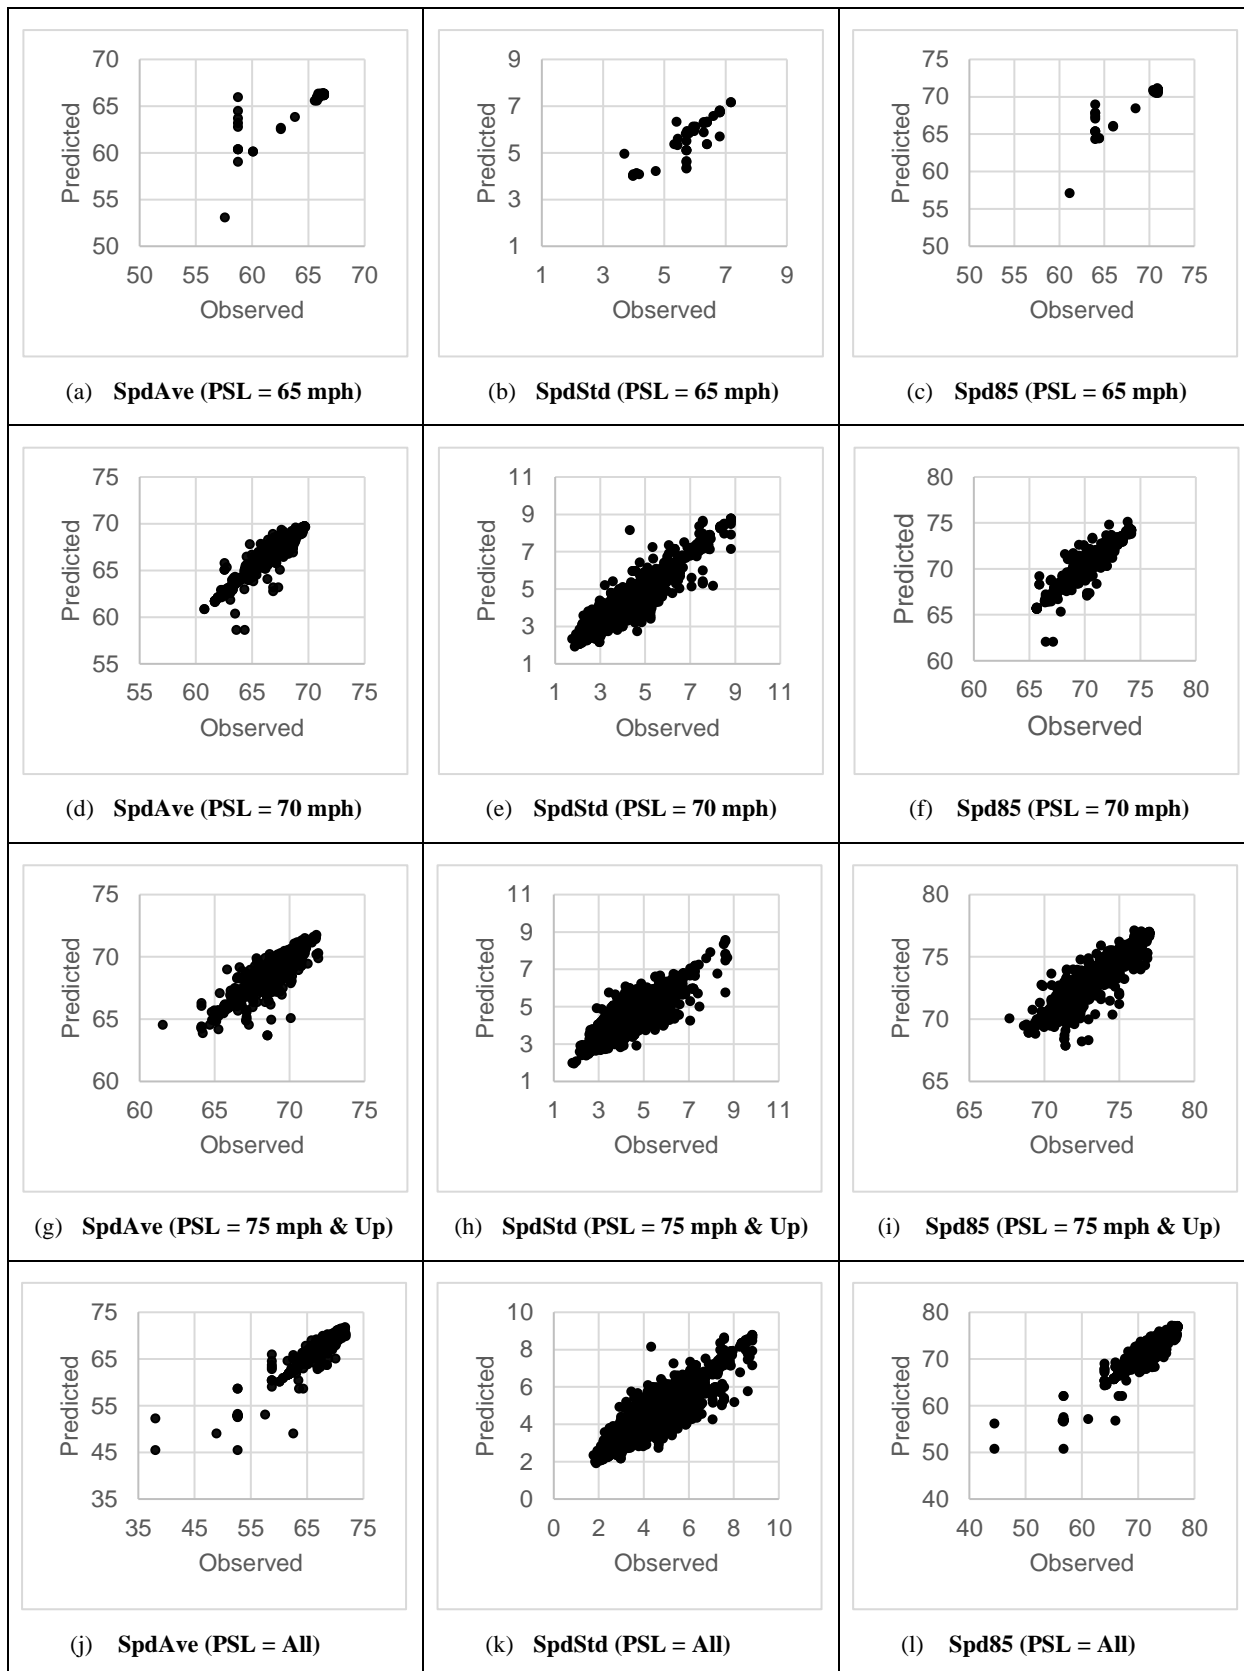 70
65
60
55
50
Predicted
50 55 60 65 70
Observed
(a) SpdAve (PSL = 65 mph)
9
7
5
3
1
Predicted
1 3 5 7 9
Observed
(b) SpdStd (PSL = 65 mph)
75
70
65
60
55
50
Predicted
50 55 60 65 70 75
Observed
(c) Spd85 (PSL = 65 mph)
75
70
65
60
55
Predicted
55 60 65 70 75
Observed
(d) SpdAve (PSL = 70 mph)
11
9
7
5
3
1
Predicted
1 3 5 7 9 11
Observed
(e) SpdStd (PSL = 70 mph)
80
75
70
65
60
Predicted
60 65 70 75 80
Observed
(f) Spd85 (PSL = 70 mph)
75
70
65
60
Predicted
60 65 70 75
Observed
(g) SpdAve (PSL = 75 mph & Up)
11
9
7
5
3
1
Predicted
1 3 5 7 9 11
Observed
(h) SpdStd (PSL = 75 mph & Up)
80
75
70
65
Predicted
65 70 75 80
Observed
(i) Spd85 (PSL = 75 mph & Up)
75
65
55
45
35
Predicted
35 45 55 65 75
Observed
(j) SpdAve (PSL = All)
10
8
6
4
2
0
Predicted
0 2 4 6 8 10
Observed
(k) SpdStd (PSL = All)
80
70
60
50
40
Predicted
40 50 60 70 80
Observed
(l) Spd85 (PSL = All)